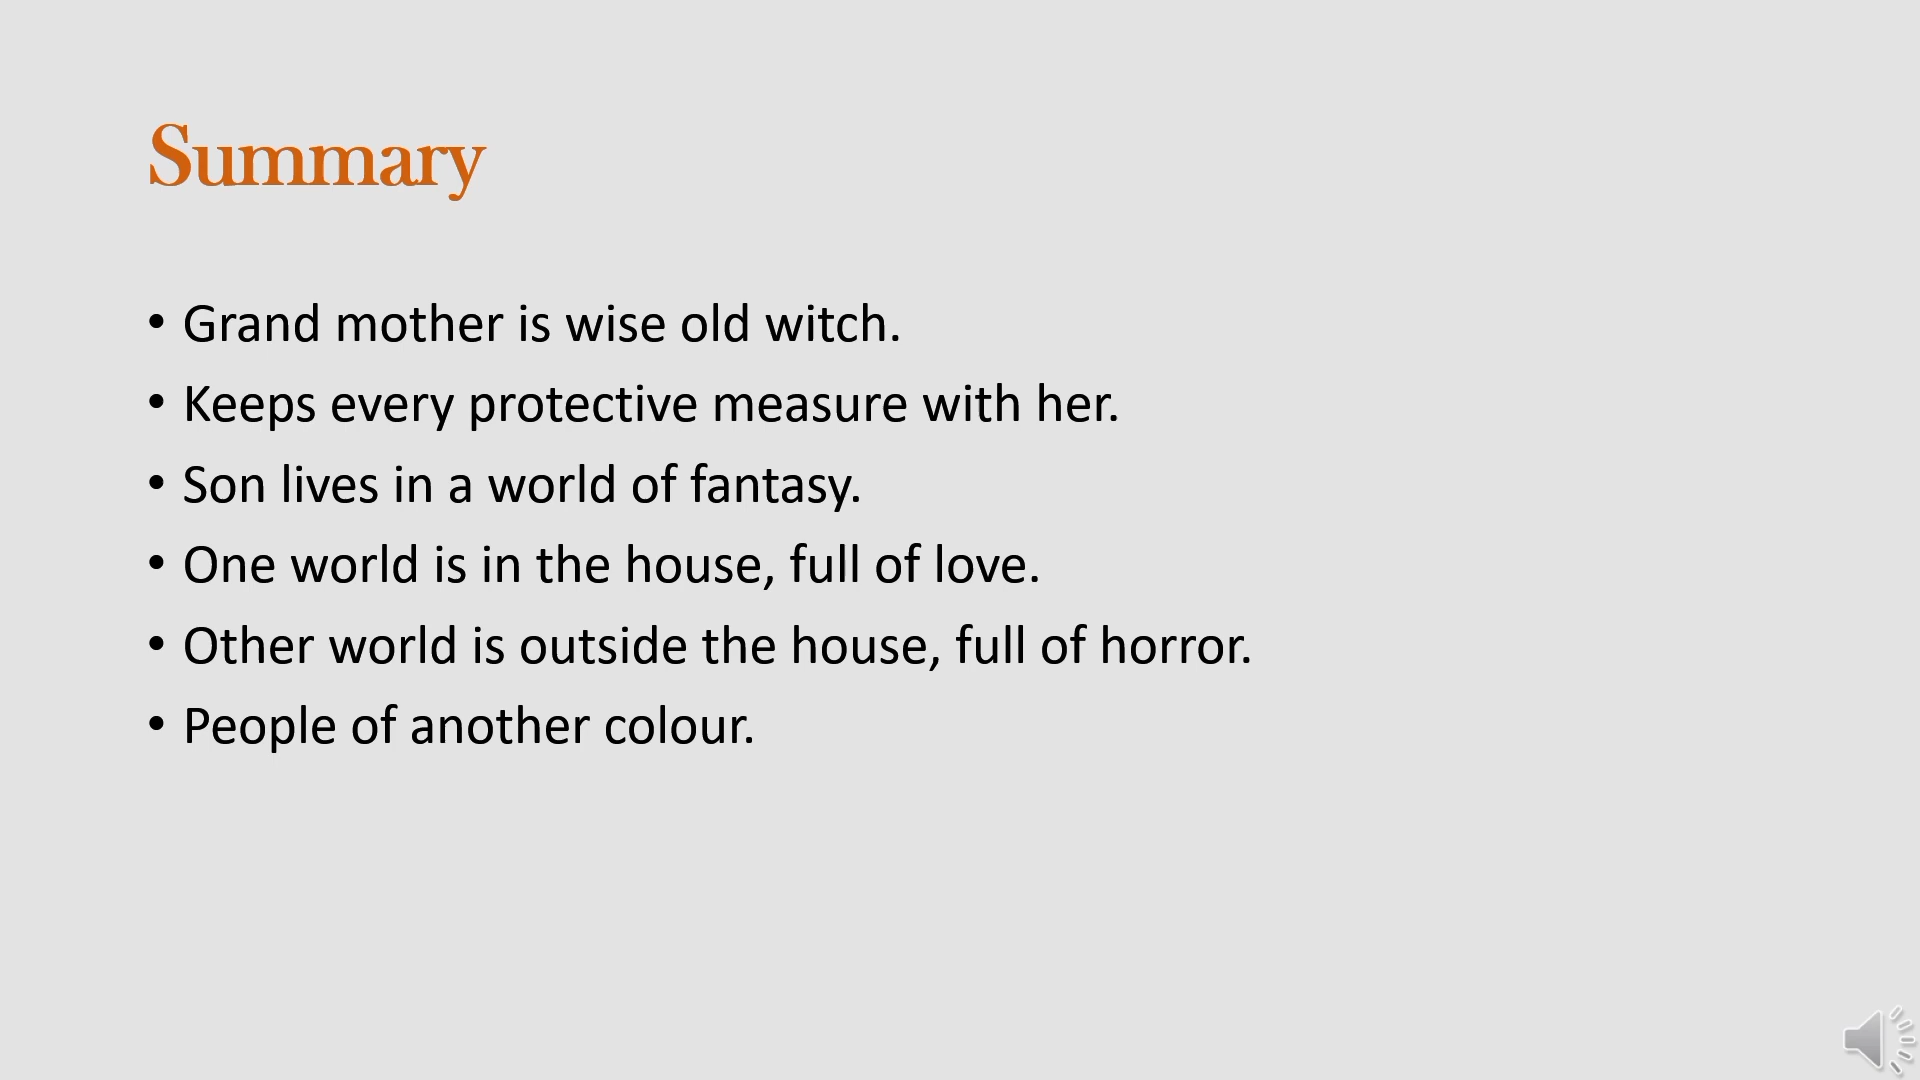 Summary
• Grand mother is wise old witch.
• Keeps every protective measure with her.
• Son lives in a world of fantasy.
• One world is in the house, full of love.
• Other world is outside the house, full of horror.
• People of another colour.